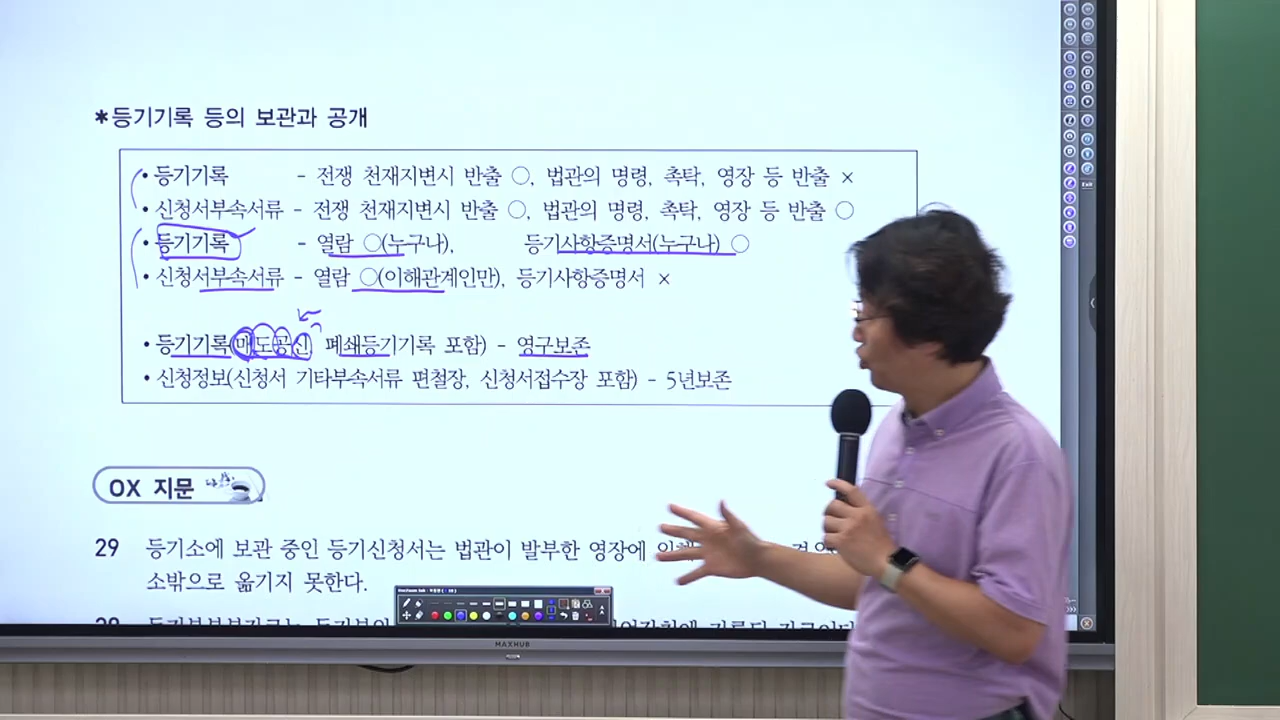 *등기기록 등의 보관과 공개
• 등기기록 - 전쟁 천재지변시 반출 ○, 법관의 명령, 촉탁, 영장 등 반출 ×
• 신청서부속서류 - 전쟁 천재지변시 반출 ○, 법관의 명령, 촉탁, 영장 등 반출 ○
• 등기기록 - 열람 ○(누구나), 등기사항증명서(누구나) ○
• 신청서부속서류 - 열람 ○(이해관계인만), 등기사항증명서 ×
• 등기기록(매도공신 폐쇄등기기록 포함) - 영구보존
• 신청정보(신청서 기타부속서류 편철장, 신청서접수장 포함) - 5년보존
OX 지문
29 등기소에 보관 중인 등기신청서는 법관이 발부한 영장에
소밖으로 옮기지 못한다.
MAXHUB
Exit